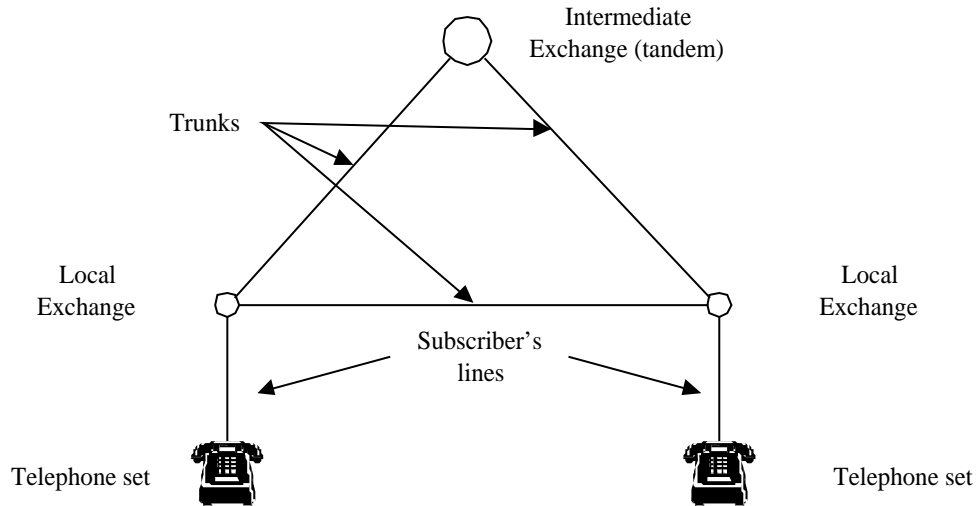 Intermediate
Exchange (tandem)
Trunks
Local
Exchange
Local
Exchange
Subscriber’s
lines
Telephone set
Telephone set